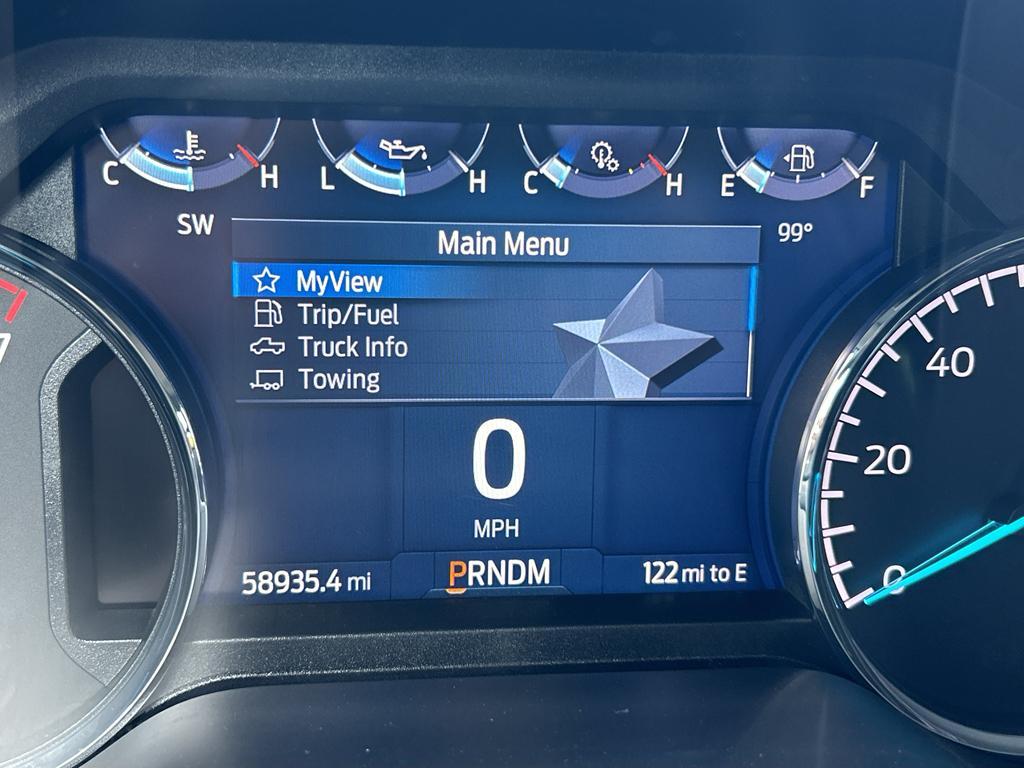 C H L H C H E F
SW
99°
Main Menu
MyView
Trip/Fuel
Truck Info
Towing
40
20
0
0
MPH
58935.4 mi
PRNDM
122 mi to E